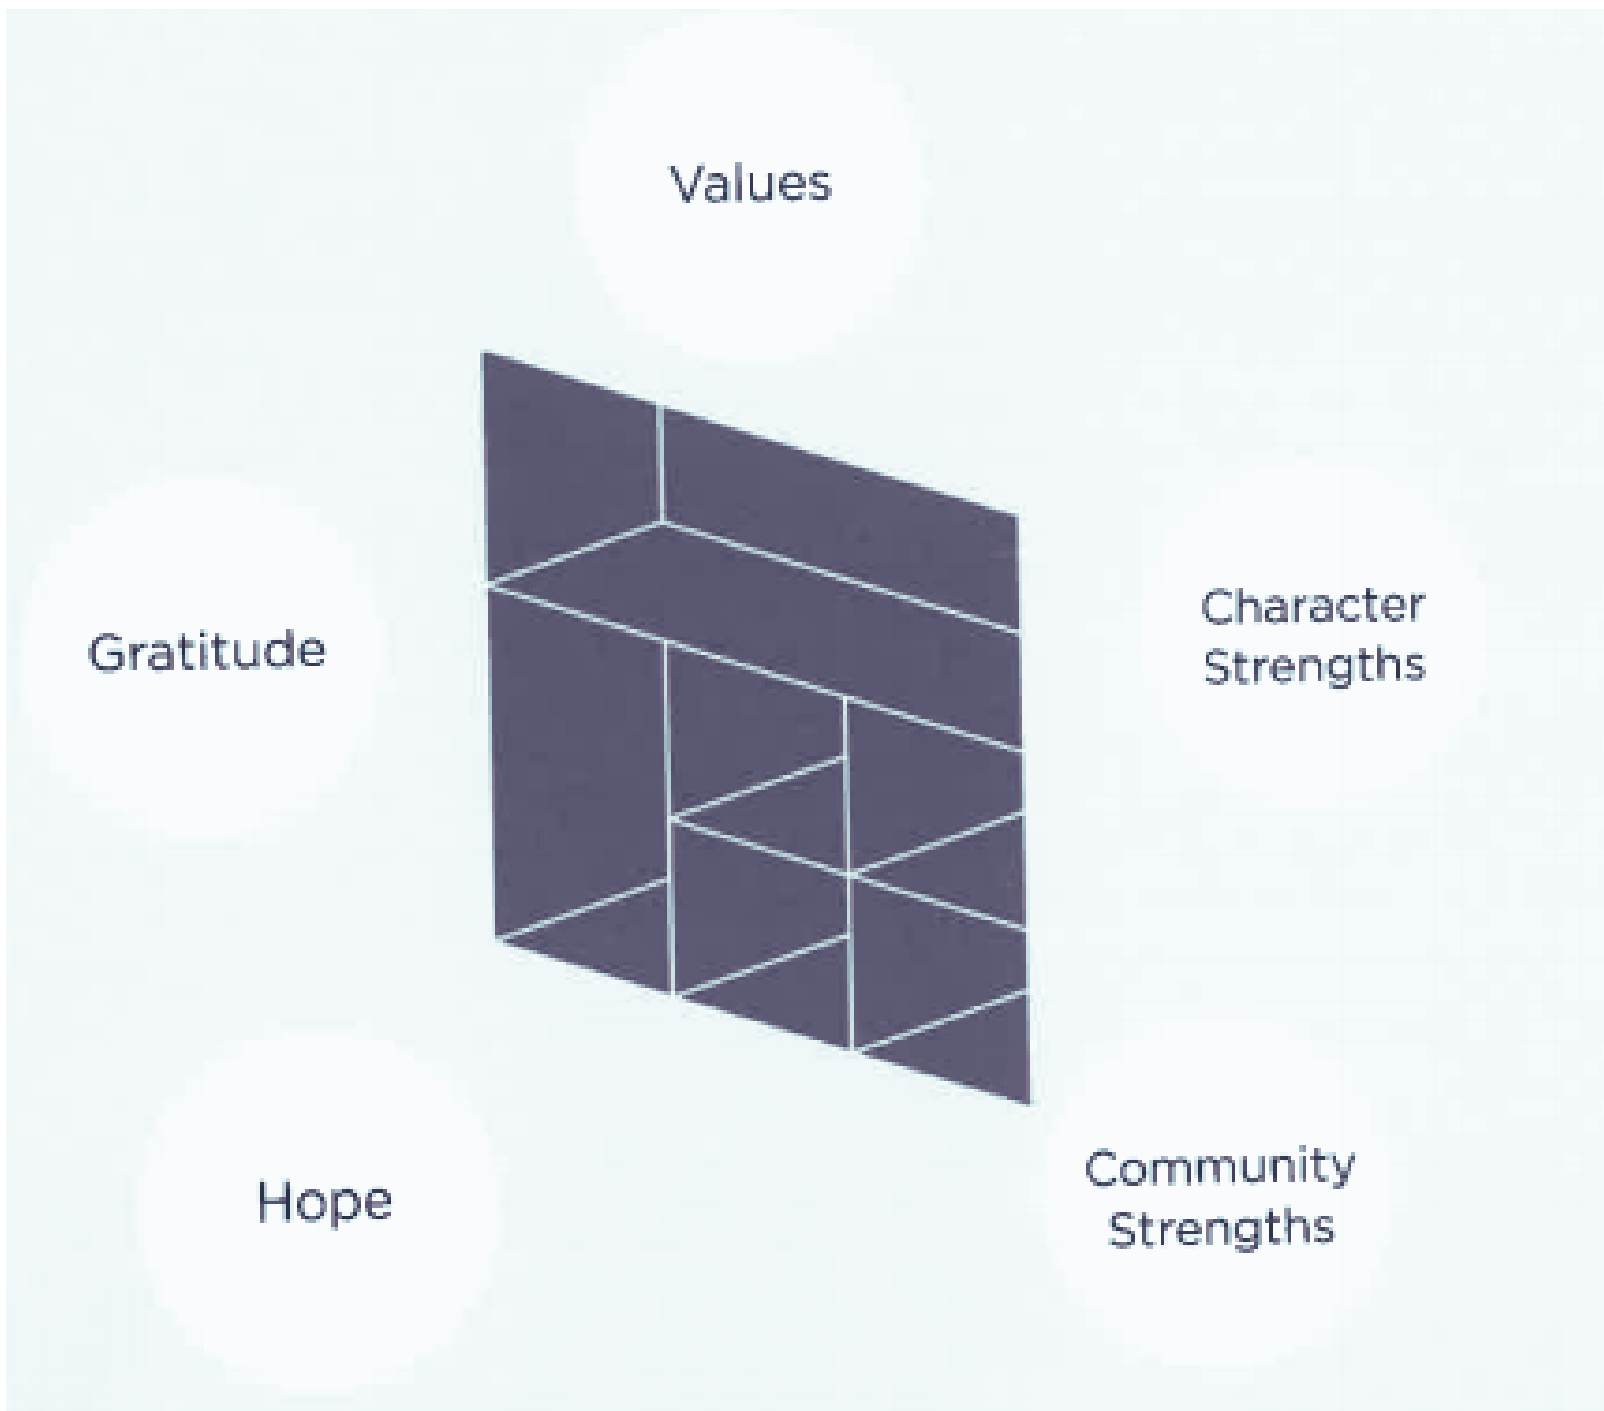 Values
Gratitude
Character
Strengths
Hope
Community
Strengths